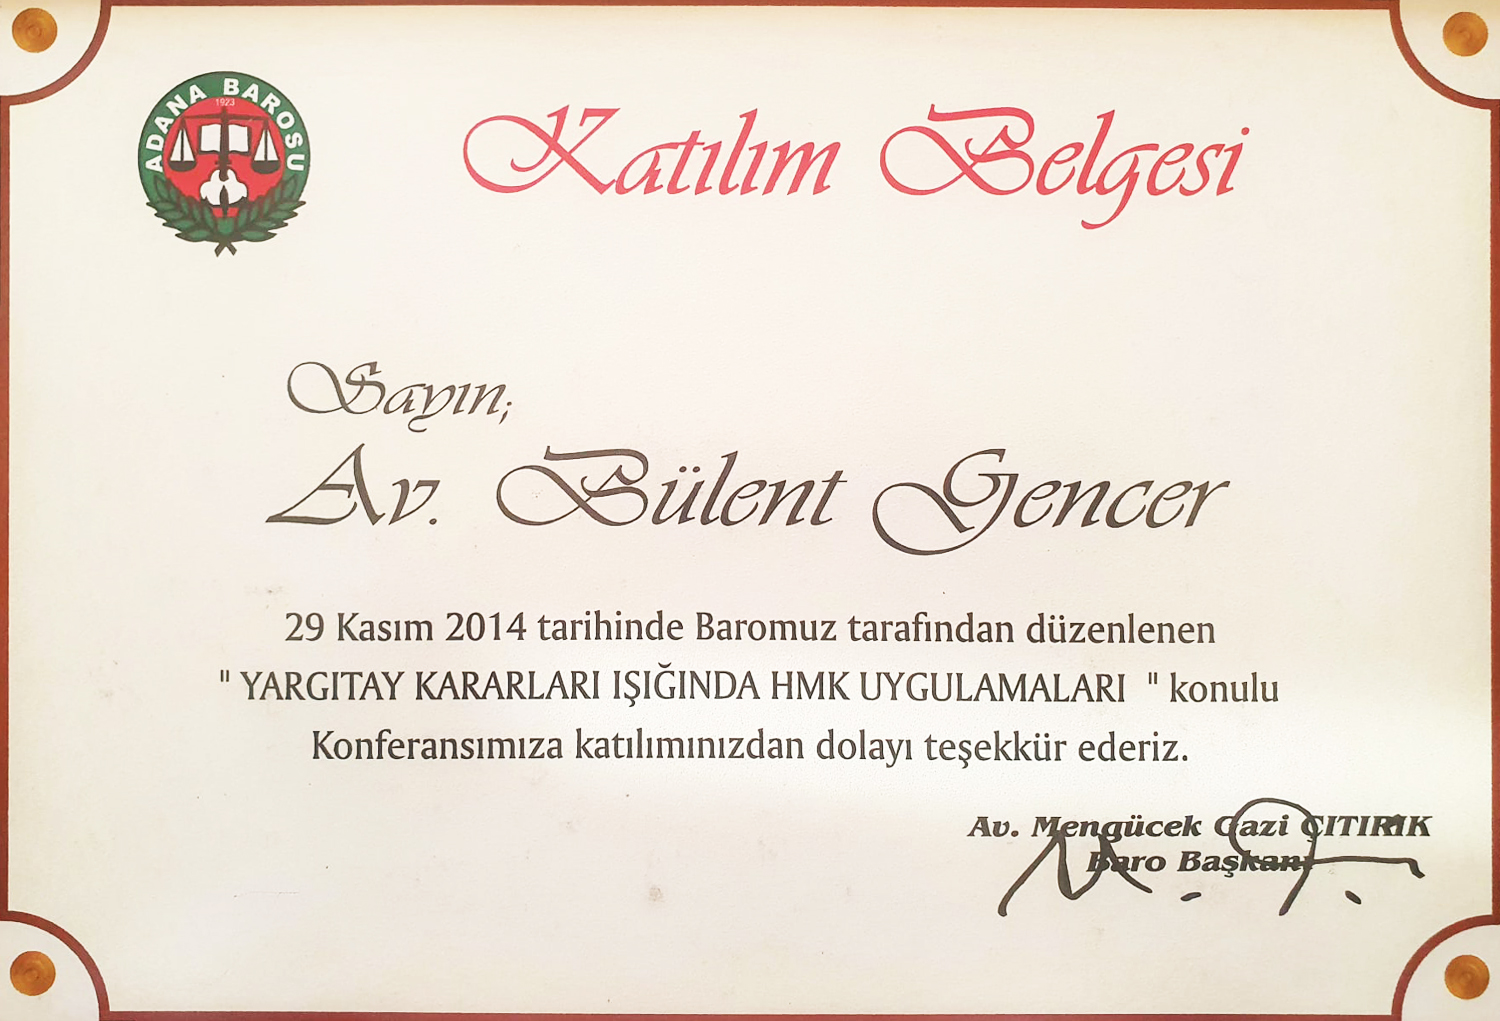 ADANA BAROSU
1923
Katılım Belgesi
Sayın;
Av. Bülent Gencer
29 Kasım 2014 tarihinde Baromuz tarafından düzenlenen
" YARGITAY KARARLARI IŞIĞINDA HMK UYGULAMALARI " konulu
Konferansımıza katılımınızdan dolayı teşekkür ederiz.
Av. Mengücek Gazi ÇITIRIK
Baro Başkanı